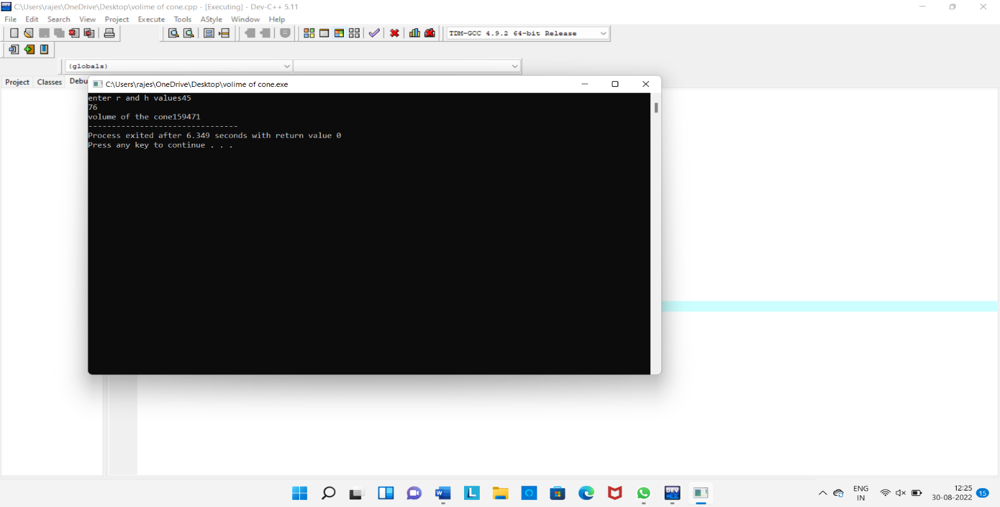 C:\Users\rajes\OneDrive\Desktop\volime of cone.cpp - [Executing] - Dev-C++ 5.11
File Edit Search View Project Execute Tools AStyle Window Help
TDM-GCC 4.9.2 64-bit Release
(globals)
Project Classes Debu
C:\Users\rajes\OneDrive\Desktop\volime of cone.exe
enter r and h values45
76
volume of the cone159471
--------------------------------
Process exited after 6.349 seconds with return value 0
Press any key to continue . . .
DEV
ENG
IN
12:25
30-08-2022
15